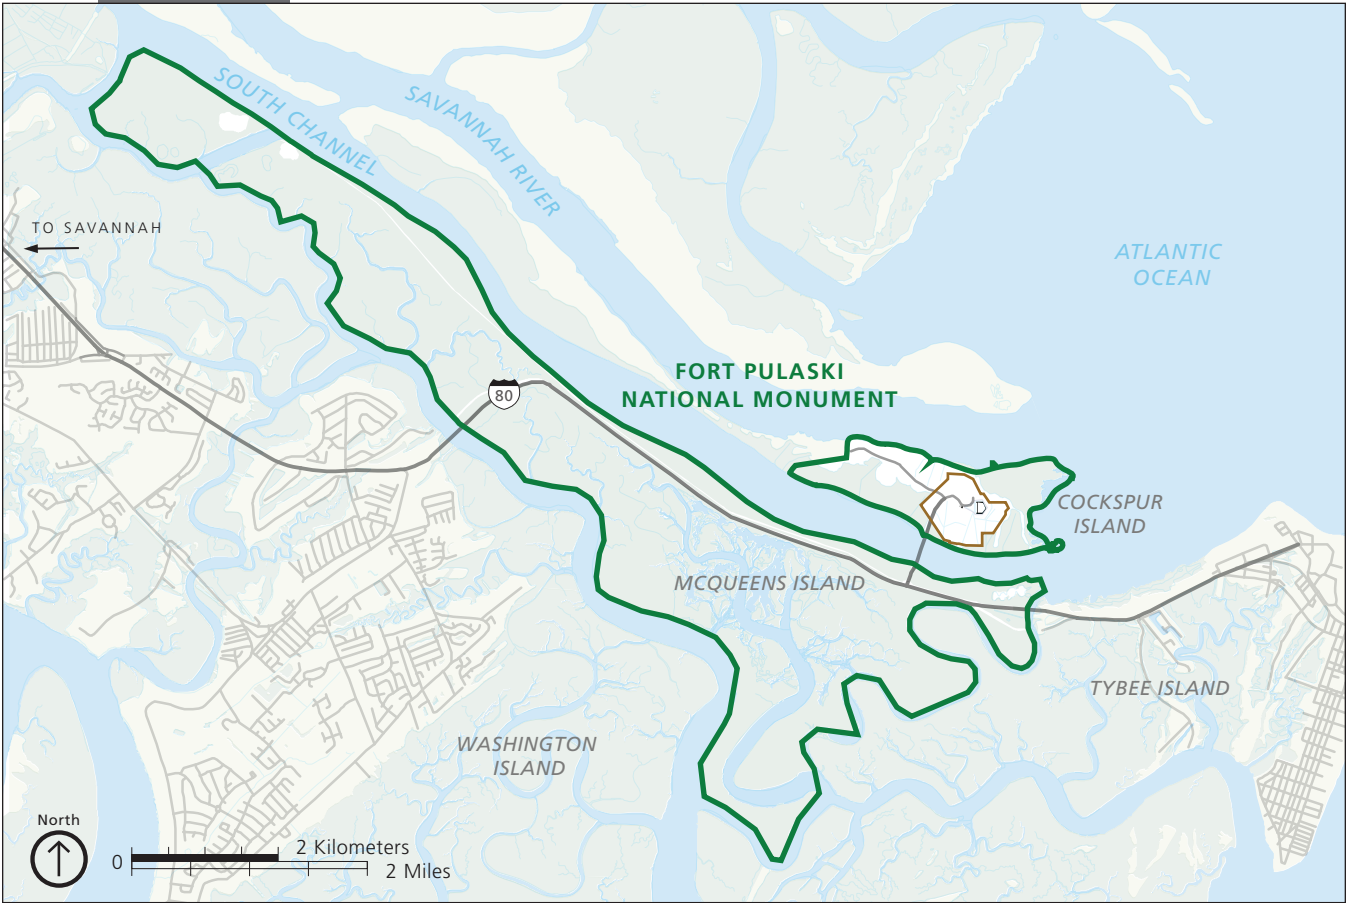 SOUTH CHANNEL
SAVANNAH RIVER
TO SAVANNAH
ATLANTIC
OCEAN
FORT PULASKI
NATIONAL MONUMENT
80
COCKSPUR
ISLAND
MCQUEENS ISLAND
TYBEE ISLAND
WASHINGTON
ISLAND
North
0
2 Kilometers
2 Miles